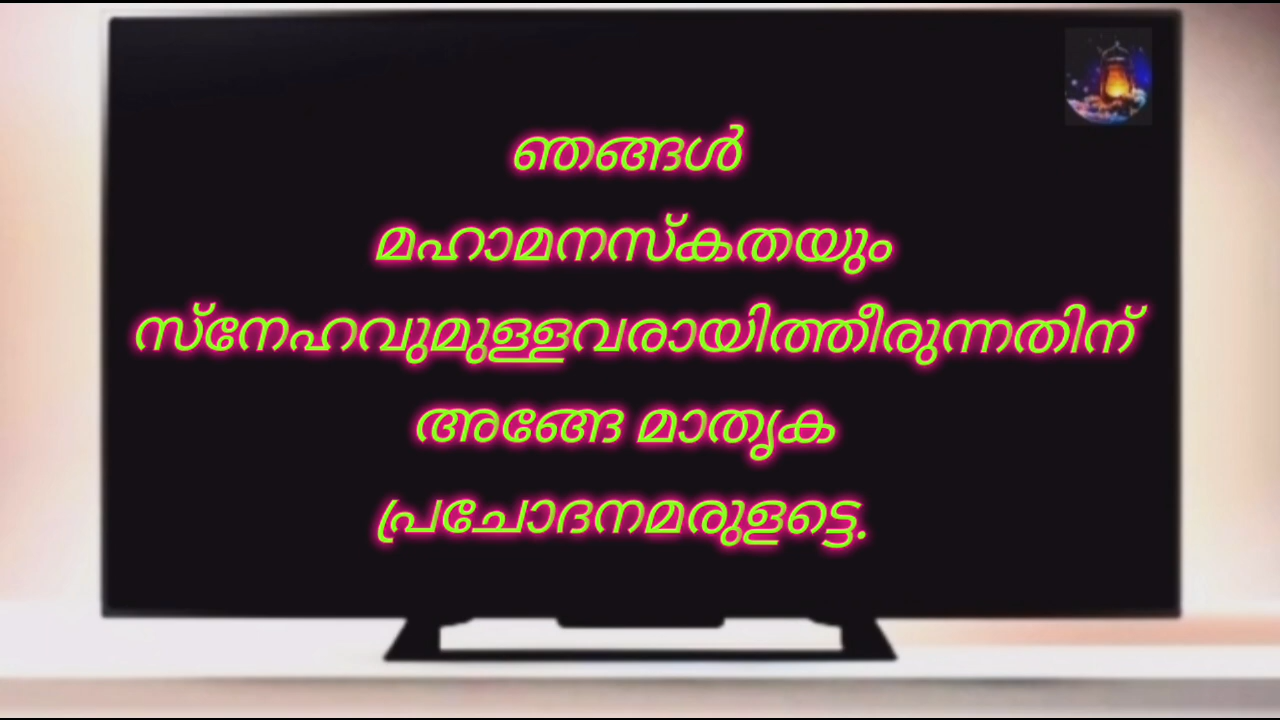 ഞങ്ങൾ
മഹാമനസ്കതയും
സ്നേഹവുമുള്ളവരായിത്തീരുന്നതിന്
അങ്ങേ മാതൃക
പ്രചോദനമരുളട്ടെ.